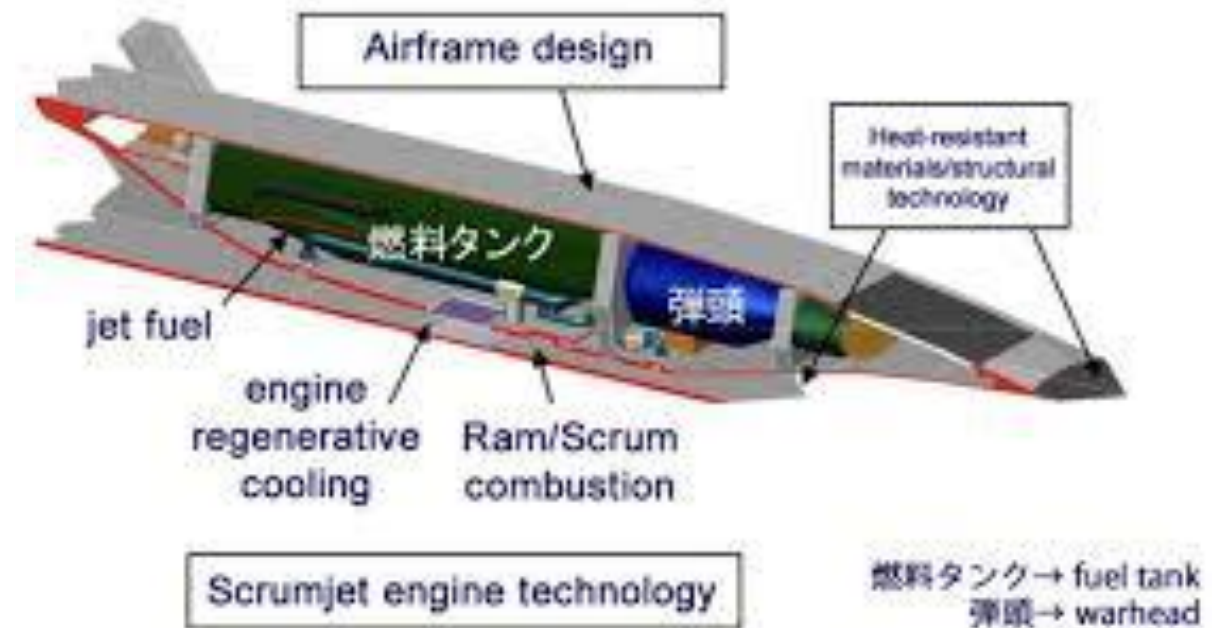 Airframe design
Heat-resistant
materials/structural
technology
燃料タンク
弾頭
jet fuel
engine
regenerative
cooling
Ram/Scrum
combustion
Scrumjet engine technology
燃料タンク→ fuel tank
弾頭→ warhead